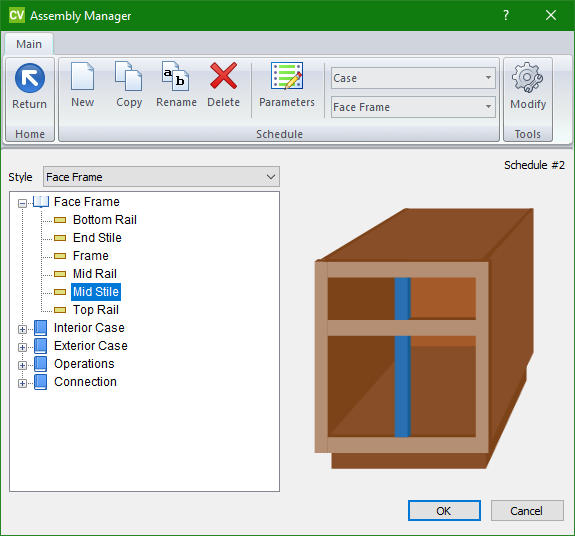 CV Assembly Manager ?
Main
Return
New
Copy
ab
Rename
Delete
Parameters
Case
Face Frame
Modify
Home
Schedule
Tools
Schedule #2
Style Face Frame
Face Frame
Bottom Rail
End Stile
Frame
Mid Rail
Mid Stile
Top Rail
Interior Case
Exterior Case
Operations
Connection
OK
Cancel